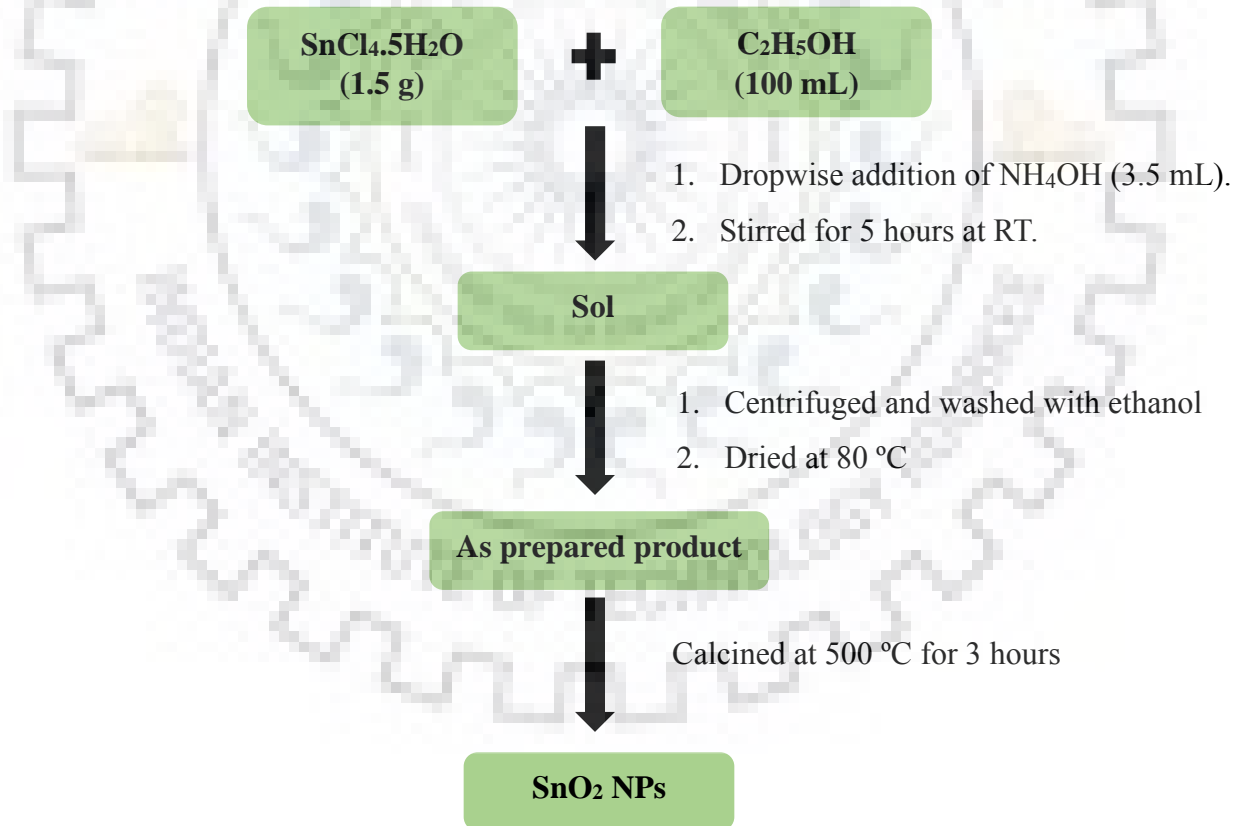 SnCl₄.5H₂O
(1.5 g)
+
C₂H₅OH
(100 mL)
1. Dropwise addition of NH₄OH (3.5 mL).
2. Stirred for 5 hours at RT.
Sol
1. Centrifuged and washed with ethanol
2. Dried at 80 ºC
As prepared product
Calcined at 500 ºC for 3 hours
SnO₂ NPs